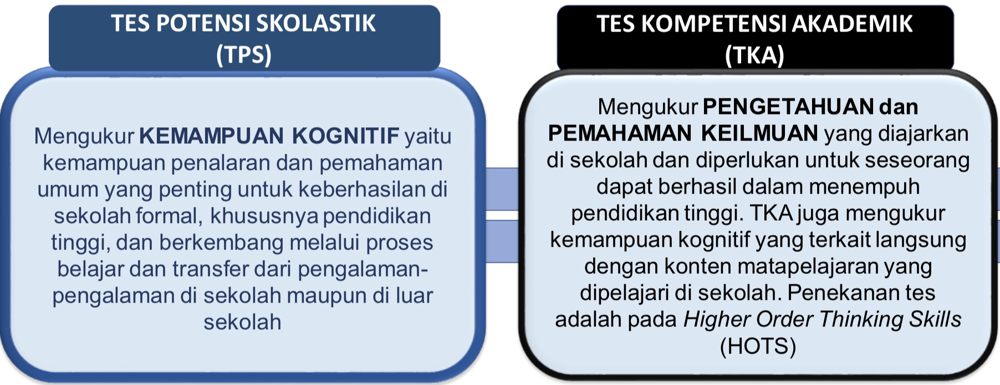 TES POTENSI SKOLASTIK
(TPS)
Mengukur KEMAMPUAN KOGNITIF yaitu
kemampuan penalaran dan pemahaman
umum yang penting untuk keberhasilan di
sekolah formal, khususnya pendidikan
tinggi, dan berkembang melalui proses
belajar dan transfer dari pengalaman-
pengalaman di sekolah maupun di luar
sekolah
TES KOMPETENSI AKADEMIK
(TKA)
Mengukur PENGETAHUAN dan
PEMAHAMAN KEILMUAN yang diajarkan
di sekolah dan diperlukan untuk seseorang
dapat berhasil dalam menempuh
pendidikan tinggi. TKA juga mengukur
kemampuan kognitif yang terkait langsung
dengan konten matapelajaran yang
dipelajari di sekolah. Penekanan tes
adalah pada Higher Order Thinking Skills
(HOTS)